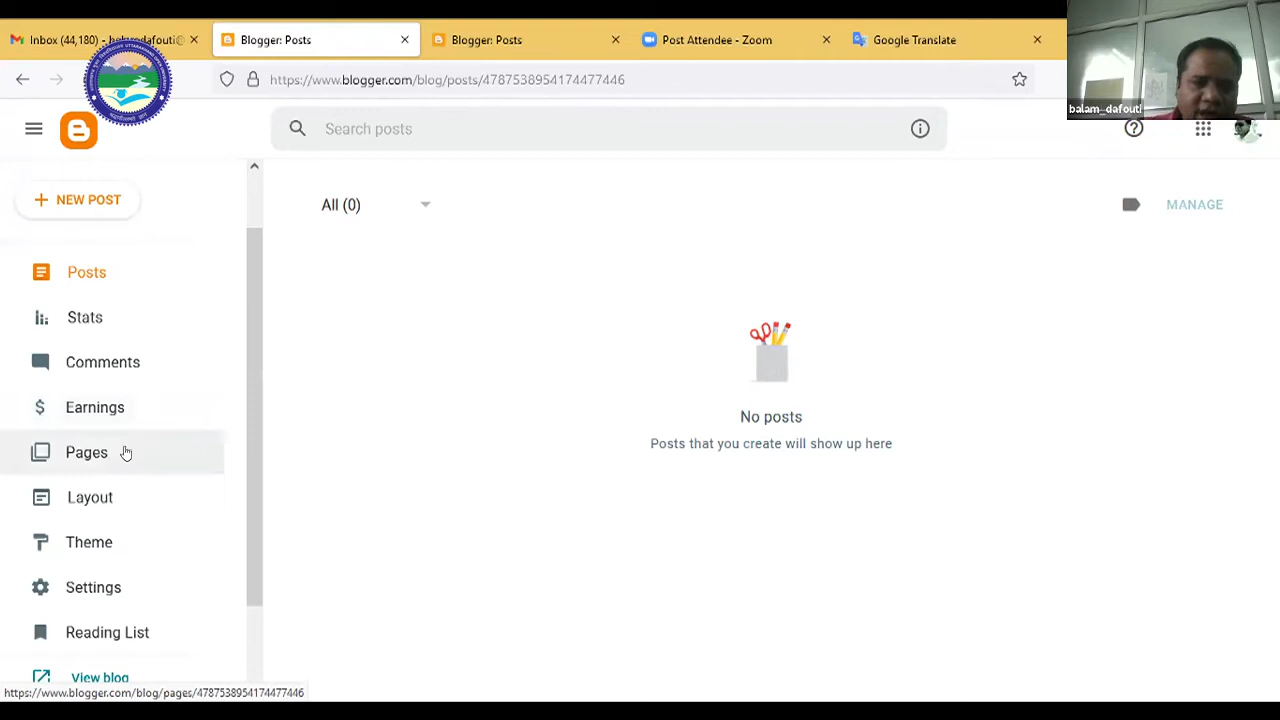 Inbox (44,180) - balamdafouti@
Blogger: Posts
Blogger: Posts
Post Attendee - Zoom
Google Translate
https://www.blogger.com/blog/posts/4787538954174477446
balam_dafouti
Search posts
NEW POST
All (0)
MANAGE
Posts
Stats
Comments
Earnings
Pages
Layout
Theme
Settings
Reading List
View blog
No posts
Posts that you create will show up here
https://www.blogger.com/blog/pages/4787538954174477446